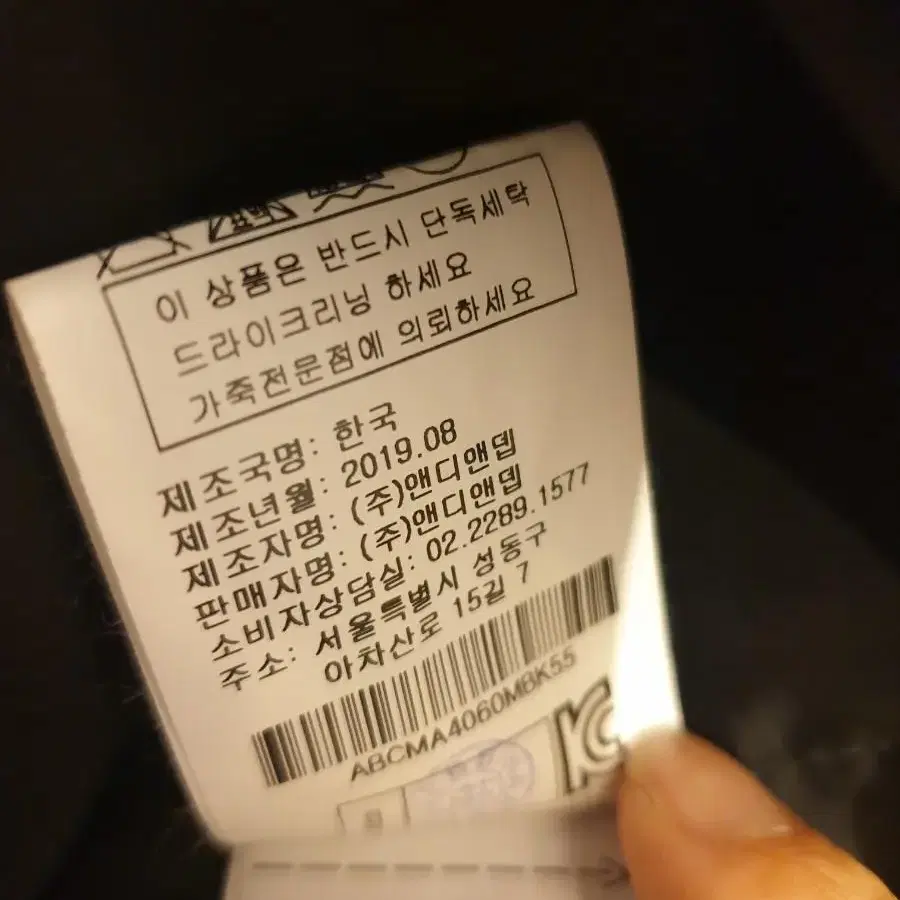 이 상품은 반드시 단독세탁
드라이크리닝 하세요
가죽전문점에 의뢰하세요
제조국명: 한국
제조년월: 2019.08
제조자명: (주)앤디앤뎁
판매자명: (주)앤디앤뎁
소비자상담실: 02.2289.1577
주소: 서울특별시 성동구
아차산로 15길 7
ABCMA4060MBK55